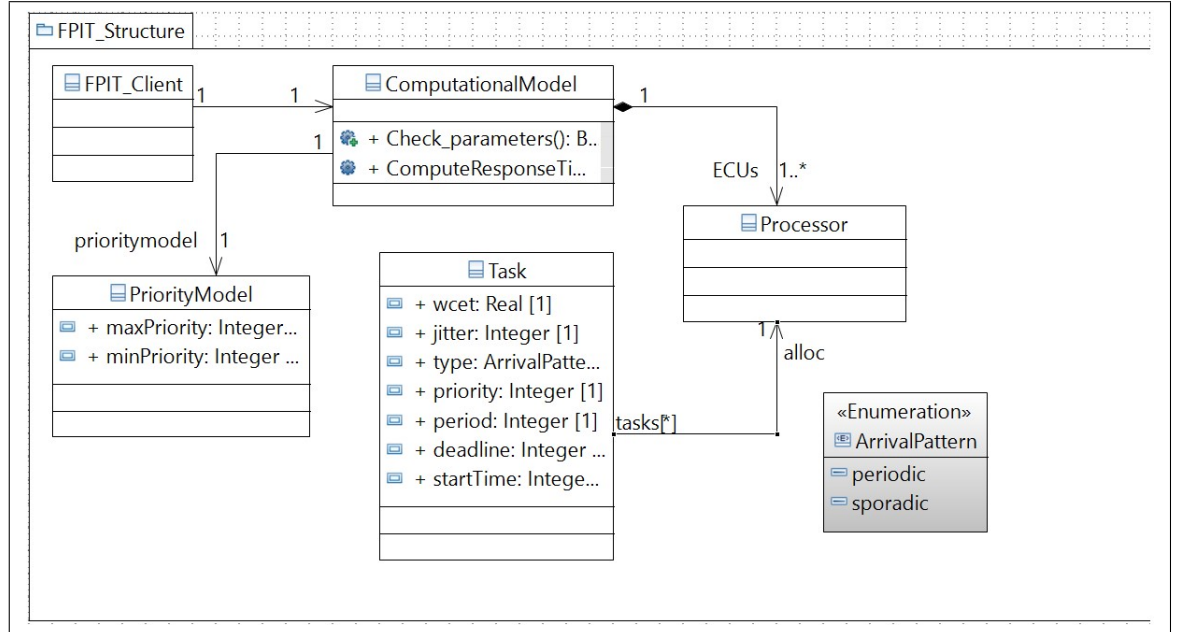 FPIT_Structure
FPIT_Client
1
1
ComputationalModel
1
1
+ Check_parameters(): B..
+ ComputeResponseTi...
ECUs
1..*
Processor
prioritymodel
1
PriorityModel
+ maxPriority: Integer...
+ minPriority: Integer ...
Task
+ wcet: Real [1]
+ jitter: Integer [1]
+ type: ArrivalPatte...
+ priority: Integer [1]
+ period: Integer [1]
+ deadline: Integer ...
+ startTime: Intege...
tasks[*]
1
alloc
«Enumeration»
ArrivalPattern
periodic
sporadic